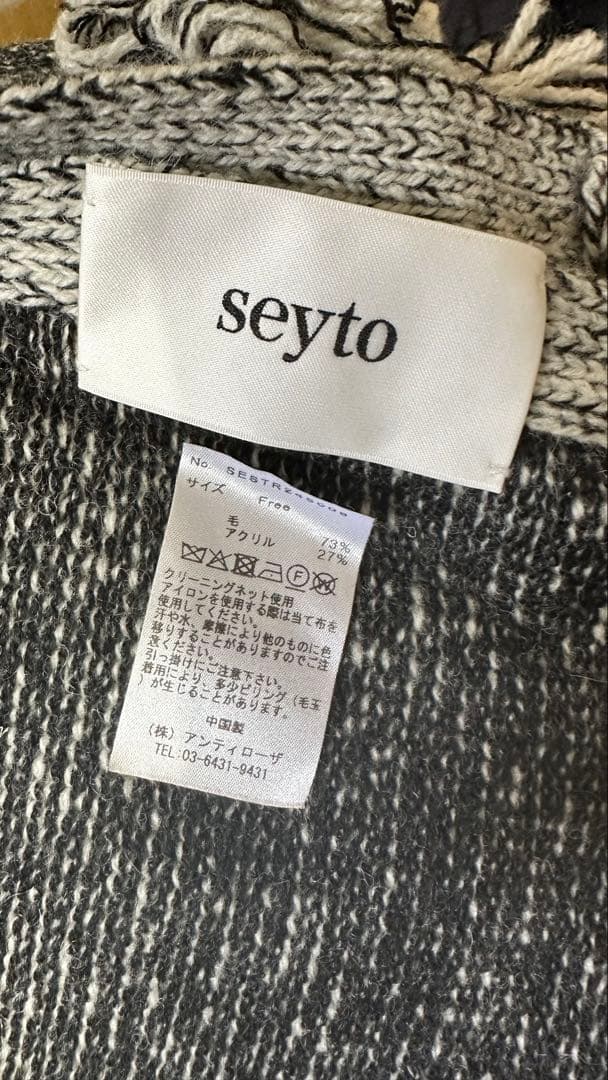 seyto
No.
サイズ Free
毛 73%
アクリル 27%
F
クリーニングネット使用
アイロンを使用する際は当て布を
使用してください。
汗や水、摩擦により他のものに色
移りすることがありますのでご注
意ください。
引っ掛けにご注意下さい。
着用により、多少ピリング(毛玉
)が生じることがあります。
中国製
(株) アンティローザ
TEL:03-6431-9431